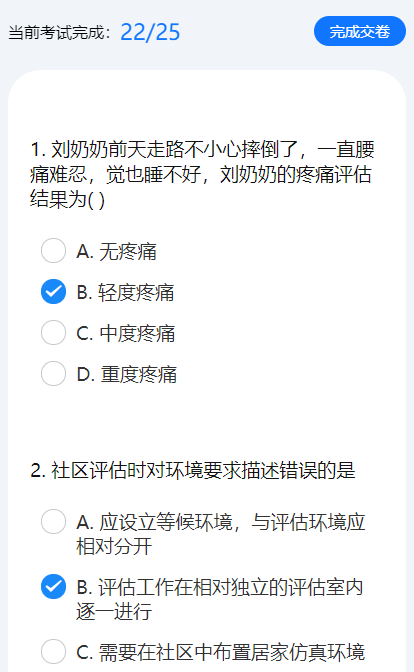 当前考试完成：22/25
完成交卷
1. 刘奶奶前天走路不小心摔倒了，一直腰
痛难忍，觉也睡不好，刘奶奶的疼痛评估
结果为( )
A. 无疼痛
B. 轻度疼痛
C. 中度疼痛
D. 重度疼痛
2. 社区评估时对环境要求描述错误的是
A. 应设立等候环境，与评估环境应
相对分开
B. 评估工作在相对独立的评估室内
逐一进行
C. 需要在社区中布置居家仿真环境